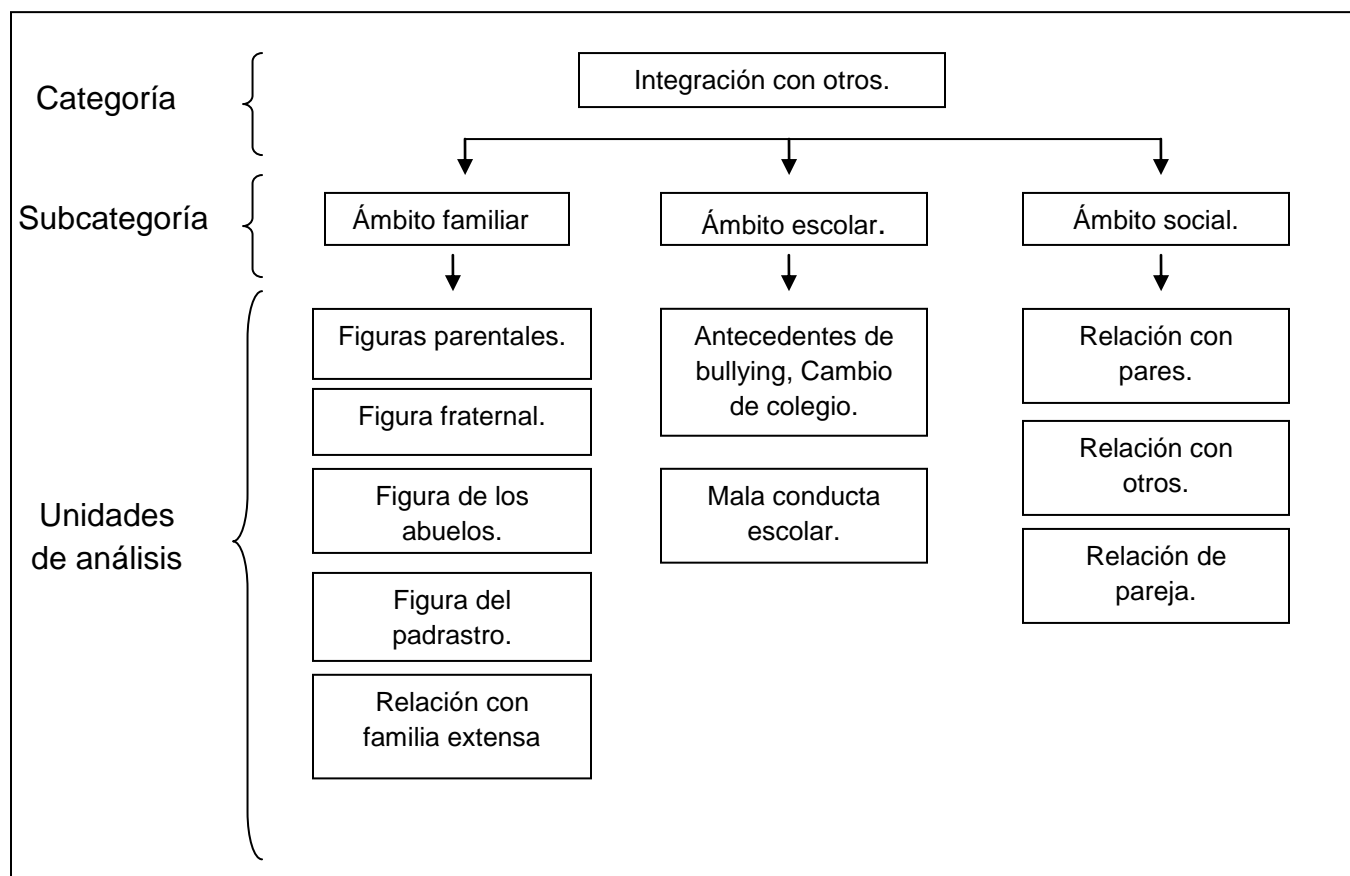 Categoría
Integración con otros.
Subcategoría
Ámbito familiar
Ámbito escolar.
Ámbito social.
Unidades
de análisis
Figuras parentales.
Figura fraternal.
Figura de los
abuelos.
Figura del
padrastro.
Relación con
familia extensa
Antecedentes de
bullying, Cambio
de colegio.
Mala conducta
escolar.
Relación con
pares.
Relación con
otros.
Relación de
pareja.